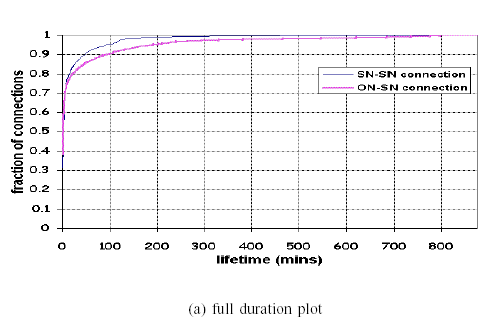 1
0.9
0.8
0.7
0.6
0.5
0.4
0.3
0.2
0.1
0
fraction of connections
SN-SN connection
ON-SN connection
0 100 200 300 400 500 600 700 800
lifetime (mins)
(a) full duration plot